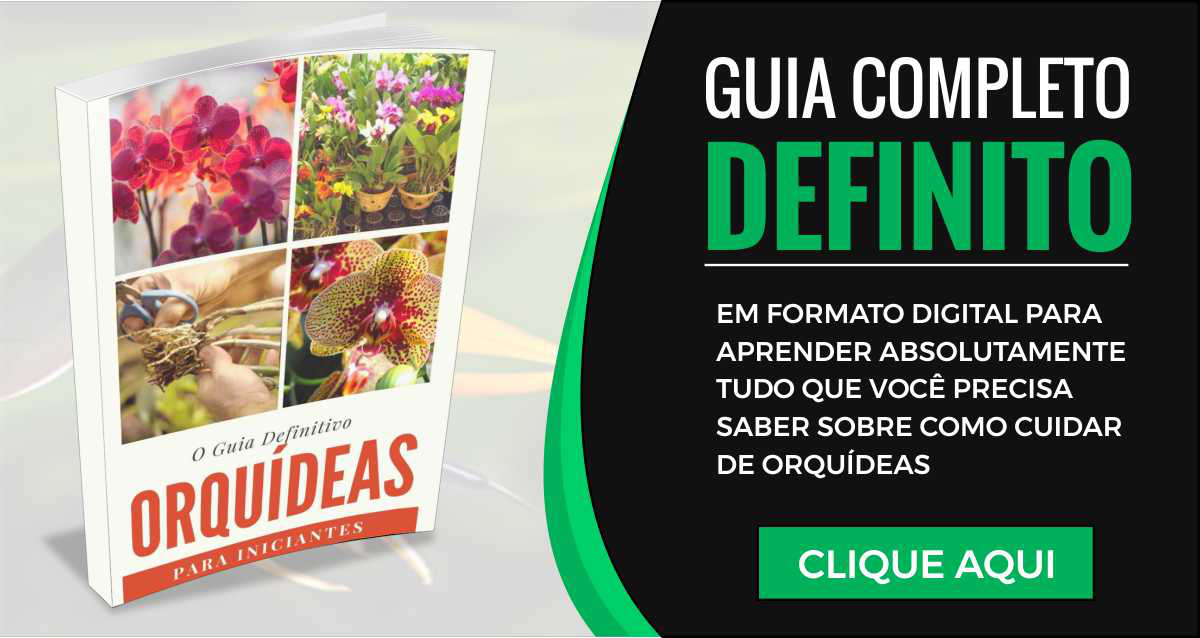 O Guia Definitivo
ORQUÍDEAS
PARA INICIANTES
GUIA COMPLETO
DEFINITO
EM FORMATO DIGITAL PARA
APRENDER ABSOLUTAMENTE
TUDO QUE VOCÊ PRECISA
SABER SOBRE COMO CUIDAR
DE ORQUÍDEAS
CLIQUE AQUI